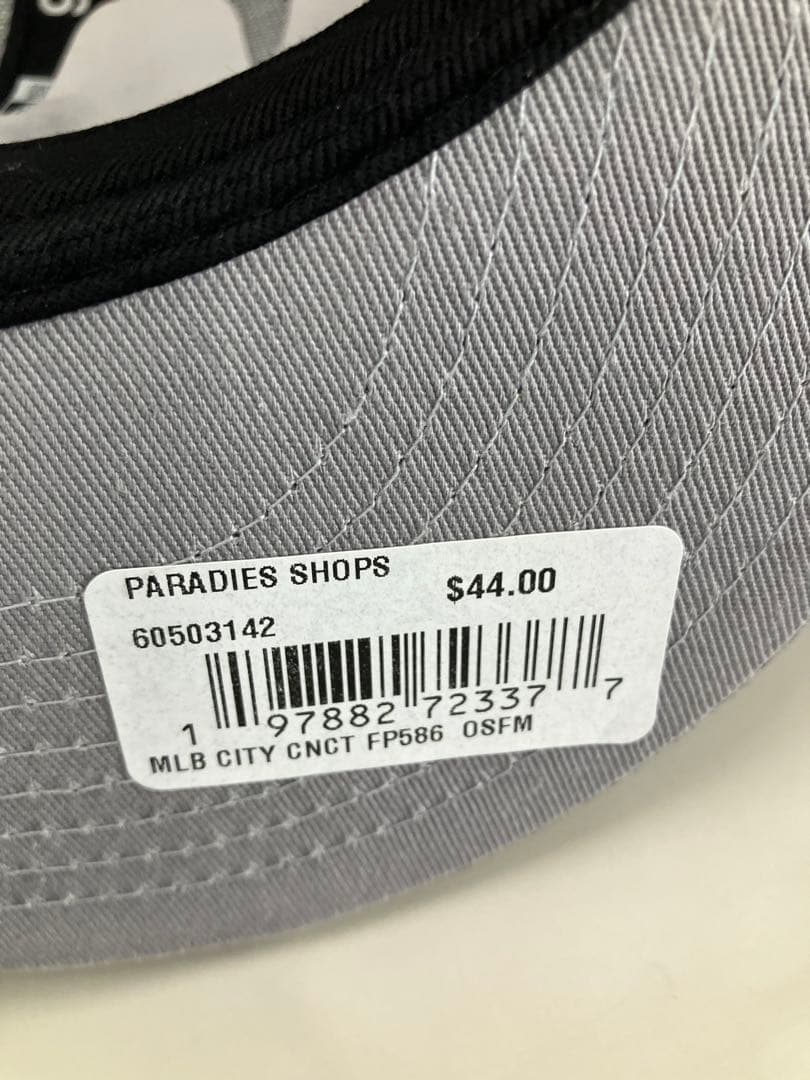 PARADIES SHOPS $44.00
60503142
1 97882 72337 7
MLB CITY CNCT FP586 OSFM